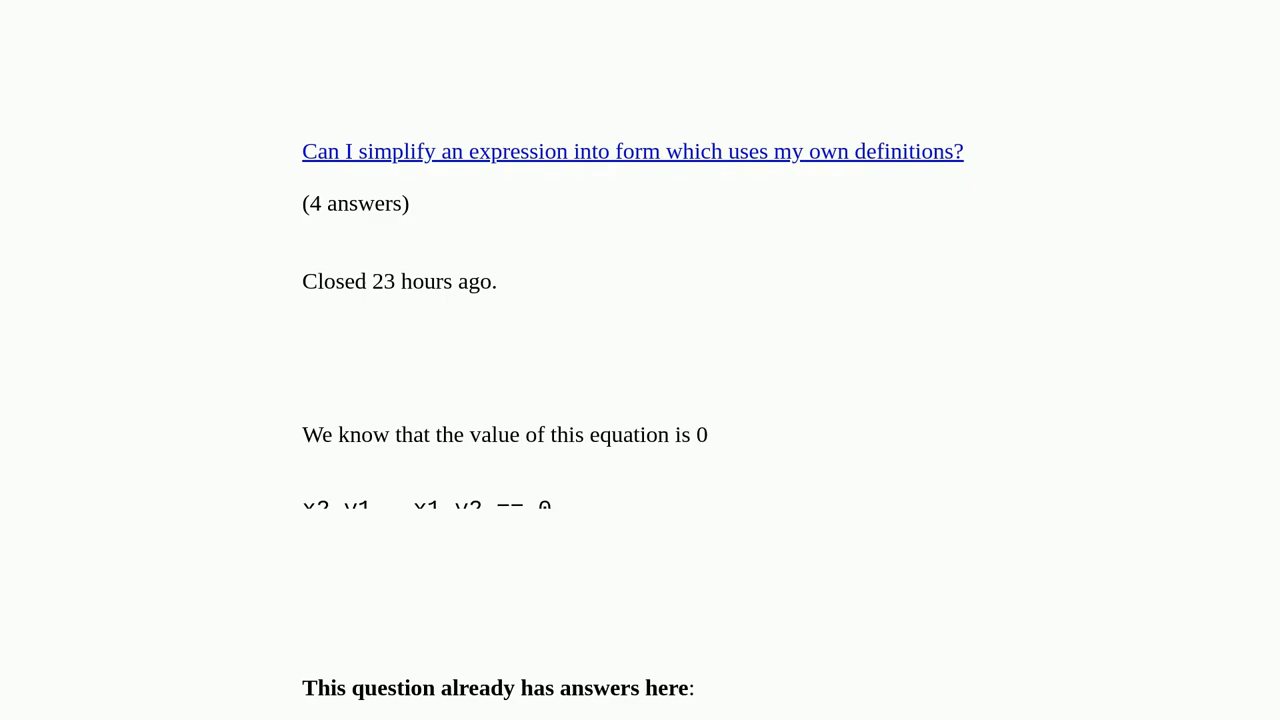 Can I simplify an expression into form which uses my own definitions?
(4 answers)
Closed 23 hours ago.
We know that the value of this equation is 0
This question already has answers here: